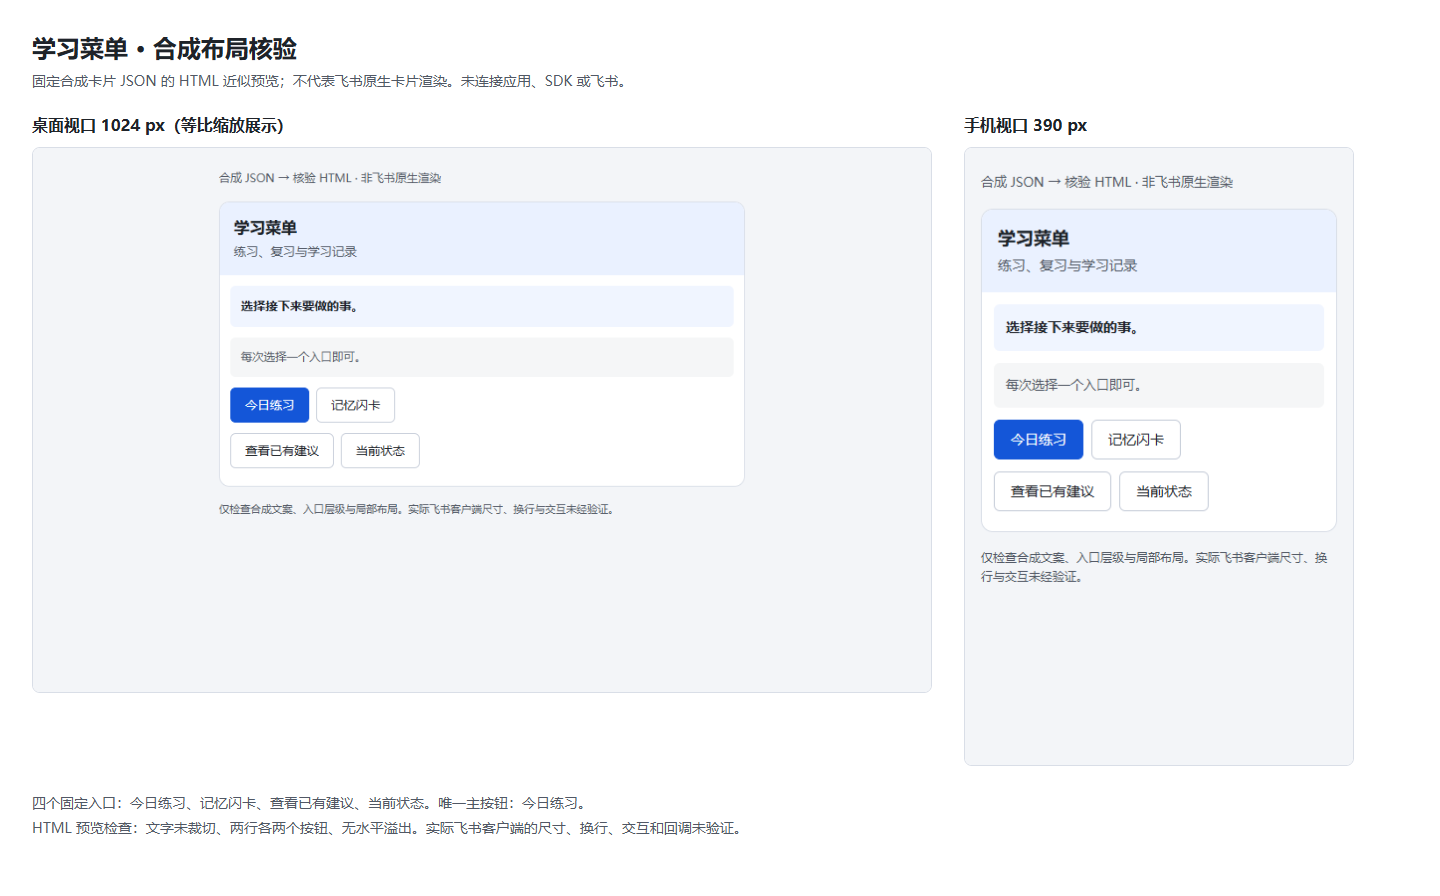 学习菜单 · 合成布局核验
固定合成卡片 JSON 的 HTML 近似预览；不代表飞书原生卡片渲染。未连接应用、SDK 或飞书。
桌面视口 1024 px（等比缩放展示）
合成 JSON → 核验 HTML · 非飞书原生渲染
学习菜单
练习、复习与学习记录
选择接下来要做的事。
每次选择一个入口即可。
今日练习 记忆闪卡
查看已有建议 当前状态
仅检查合成文案、入口层级与局部布局。实际飞书客户端尺寸、换行与交互未经验证。
手机视口 390 px
合成 JSON → 核验 HTML · 非飞书原生渲染
学习菜单
练习、复习与学习记录
选择接下来要做的事。
每次选择一个入口即可。
今日练习 记忆闪卡
查看已有建议 当前状态
仅检查合成文案、入口层级与局部布局。实际飞书客户端尺寸、换
行与交互未经验证。
四个固定入口：今日练习、记忆闪卡、查看已有建议、当前状态。唯一主按钮：今日练习。
HTML 预览检查：文字未裁切、两行各两个按钮、无水平溢出。实际飞书客户端的尺寸、换行、交互和回调未验证。